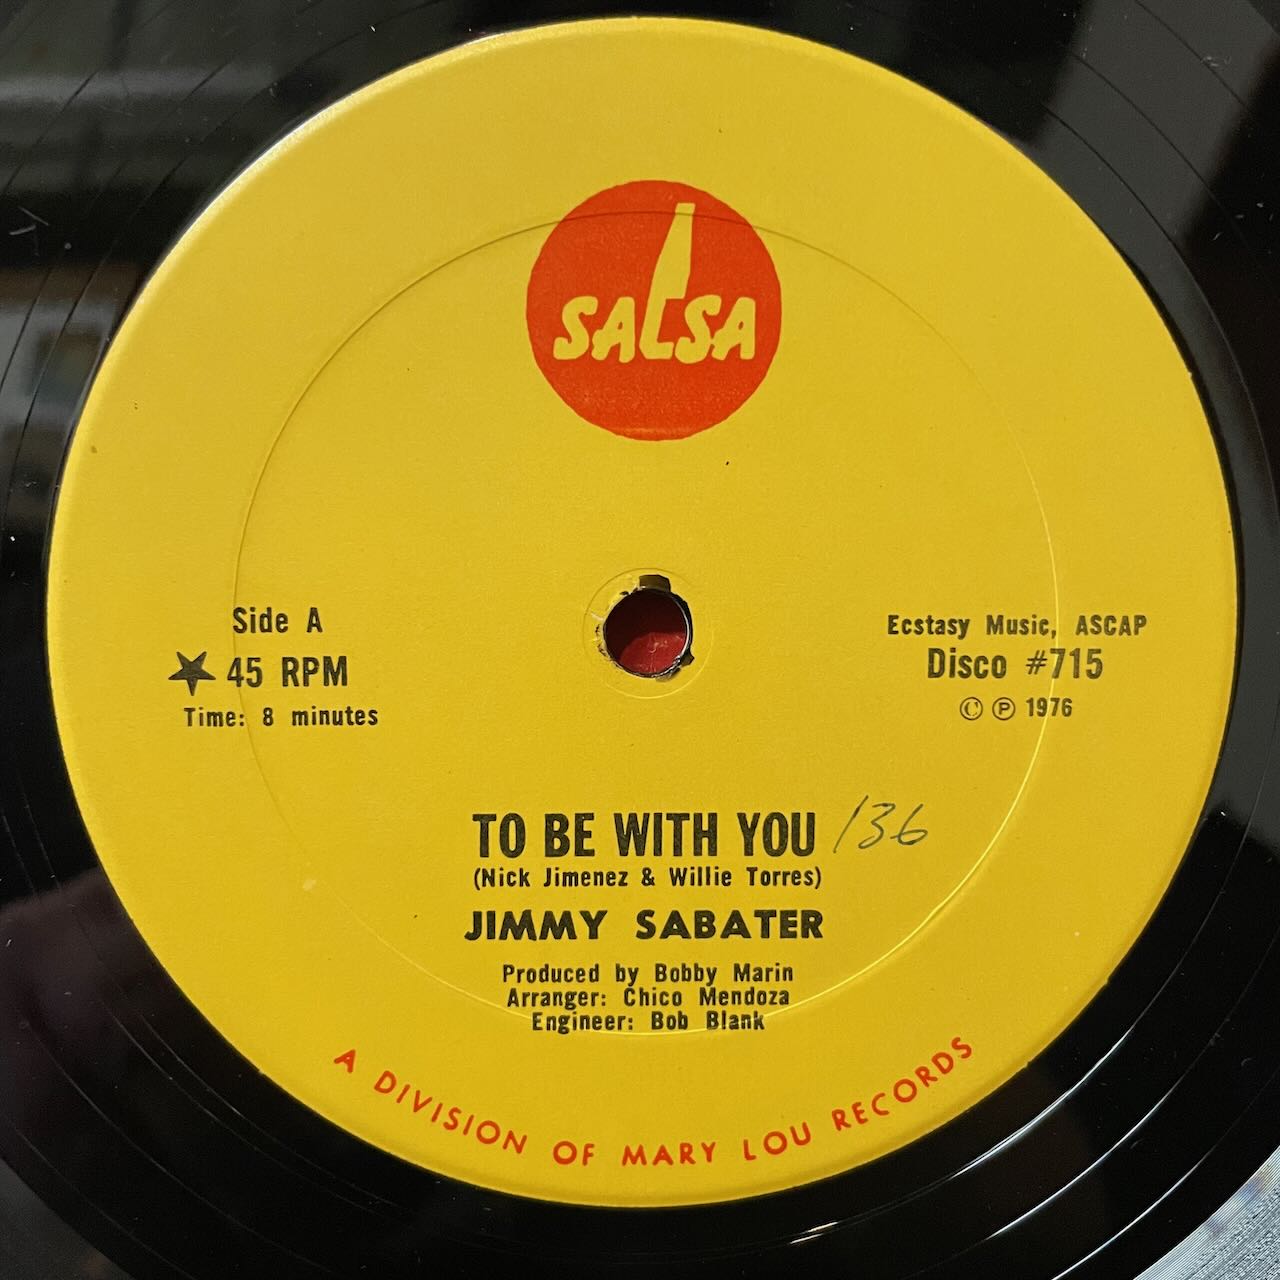 SALSA
Side A
★ 45 RPM
Time: 8 minutes
Ecstasy Music, ASCAP
Disco #715
© ℗ 1976
TO BE WITH YOU 136
(Nick Jimenez & Willie Torres)
JIMMY SABATER
Produced by Bobby Marin
Arranger: Chico Mendoza
Engineer: Bob Blank
A DIVISION OF MARY LOU RECORDS